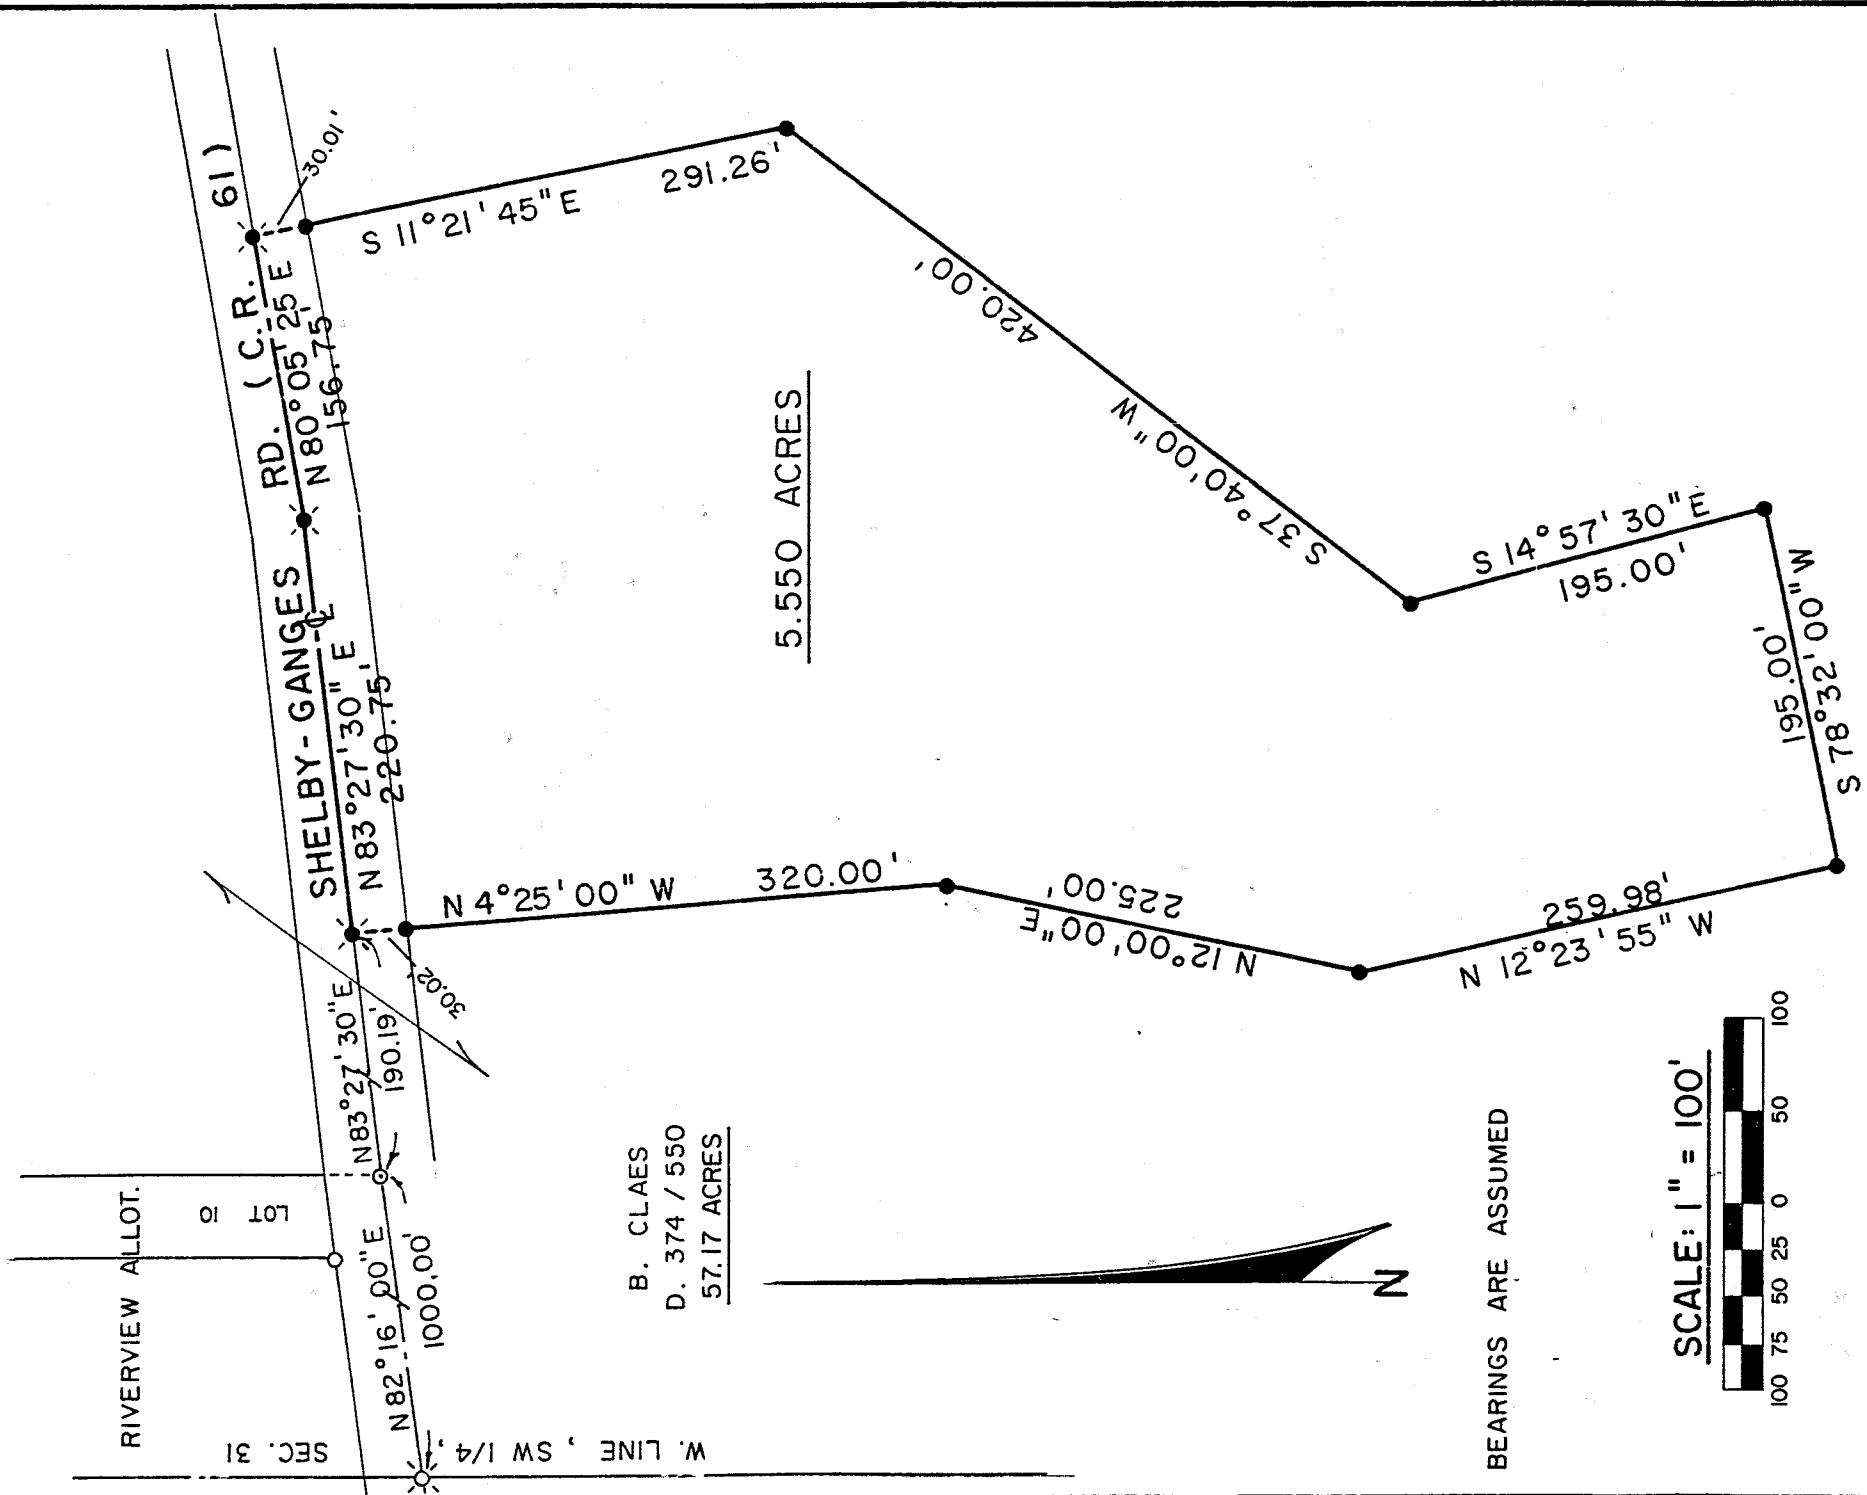 SHELBY-GANGES RD. (C.R. 61)
N 80° 05' 25 E
156.75'
30.01'
S 11° 21' 45" E
291.26'
420.00'
S 37° 40' 00" W
S 14° 57' 30" E
195.00'
195.00'
S 78° 32' 00" W
259.98'
N 12° 23' 55" W
225.00'
N 12° 00' 00" E
N 4° 25' 00" W
320.00'
N 83° 27' 30" E
220.75'
30.02'
5.550 ACRES
N 83° 27' 30" E
190.19'
N 82° 16' 00" E
1000.00'
RIVERVIEW ALLOT.
LOT 10
W. LINE, SW 1/4, SEC. 31
B. CLAES
D. 374 / 550
57.17 ACRES
N
BEARINGS ARE ASSUMED
SCALE: 1" = 100'
100 75 50 25 0 50 100